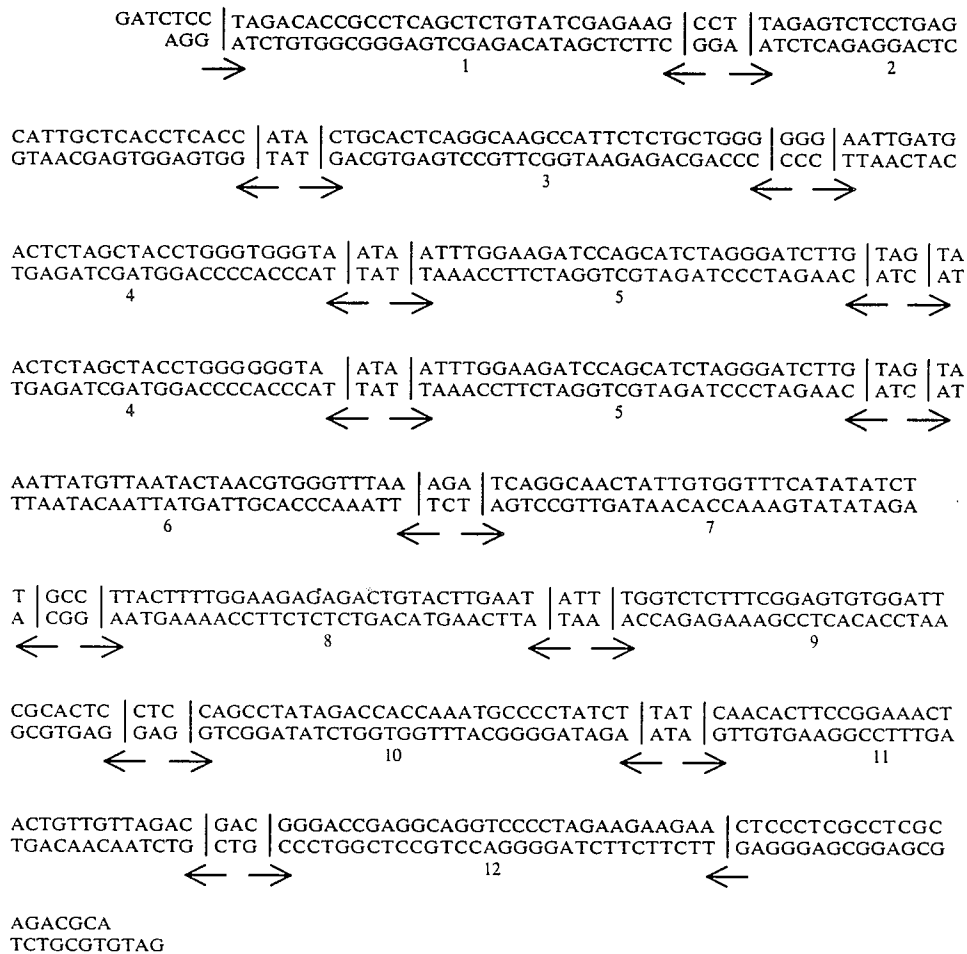 GATCTCC TAGACACCGCCTCAGCTCTGTATCGAGAAG CCT TAGAGTCTCCTGAG
AGG ATCTGTGGCGGGAGTCGAGACATAGCTCTTC GGA ATCTCAGAGGACTC
1 2
CATTGCTCACCTCACC ATA CTGCACTCAGGCAAGCCATTCTCTGCTGGG GGG AATTGATG
GTAACGAGTGGAGTGG TAT GACGTGAGTCCGTTCGGTAAGAGACGACCC CCC TTAACTAC
3
ACTCTAGCTACCTGGGTGGGTA ATA ATTTGGAAGATCCAGCATCTAGGGATCTTG TAG TA
TGAGATCGATGGACCCCACCCAT TAT TAAACCTTCTAGGTCGTAGATCCCTAGAAC ATC AT
4 5
ACTCTAGCTACCTGGGGGGTA ATA ATTTGGAAGATCCAGCATCTAGGGATCTTG TAG TA
TGAGATCGATGGACCCCACCCAT TAT TAAACCTTCTAGGTCGTAGATCCCTAGAAC ATC AT
4 5
AATTATGTTAATACTAACGTGGGTTTAA AGA TCAGGCAACTATTGTGGTTTCATATATCT
TTAATACAATTATGATTGCACCCAAATT TCT AGTCCGTTGATAACACCAAAGTATATAGA
6 7
T GCC TTACTTTTGGAAGAGAGACTGTACTTGAAT ATT TGGTCTCTTTCGGAGTGTGGATT
A CGG AATGAAAACCTTCTCTCTGACATGAACTTA TAA ACCAGAGAAAGCCTCACACCTAA
8 9
CGCACTC CTC CAGCCTATAGACCACCAAATGCCCCTATCT TAT CAACACTTCCGGAAACT
GCGTGAG GAG GTCGGATATCTGGTGGTTTACGGGGATAGA ATA GTTGTGAAGGCCTTTGA
10 11
ACTGTTGTTAGAC GAC GGGACCGAGGCAGGTCCCCTAGAAGAAGAA CTCCCTCGCCTCGC
TGACAACAATCTG CTG CCCTGGCTCCGTCCAGGGGATCTTCTTCTT GAGGGAGCGGAGCG
12
AGACGCA
TCTGCGTGTAG